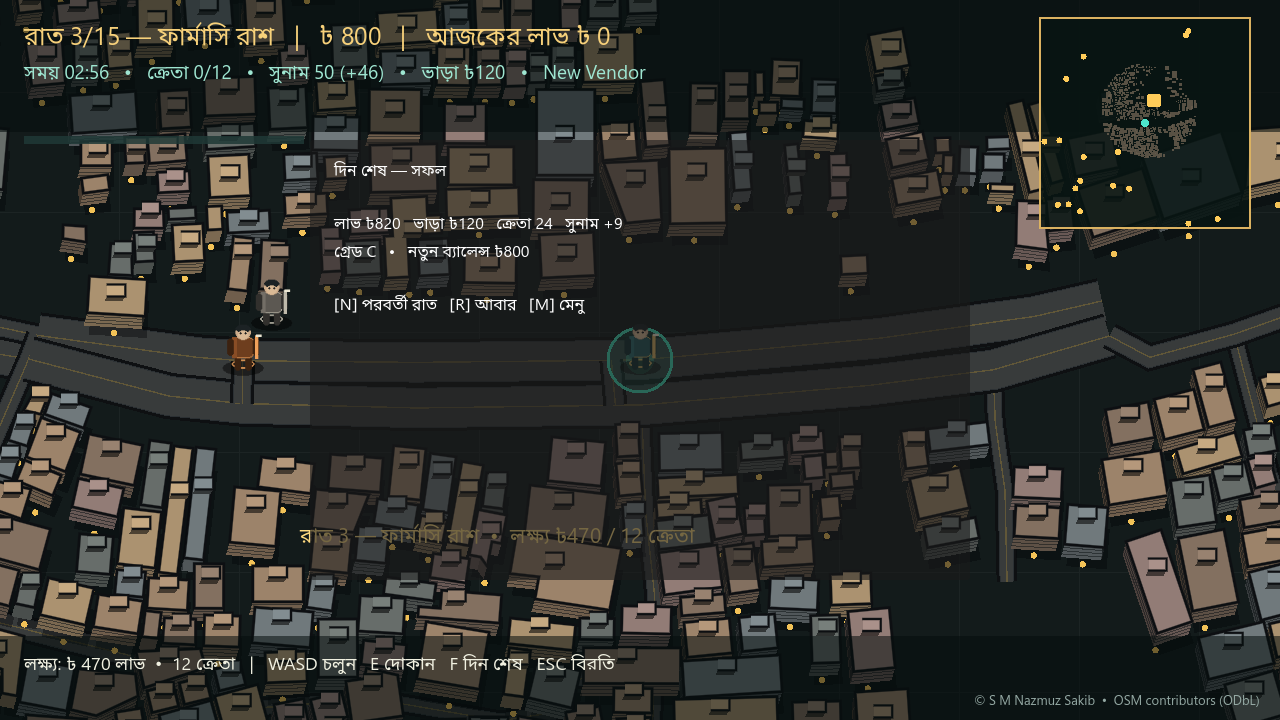 রাত 3/15 — ফার্মাসি রাশ | ৳ 800 | আজকের লাভ ৳ 0
সময় 02:56 • ক্রেতা 0/12 • সুনাম 50 (+46) • ভাড়া ৳120 • New Vendor
দিন শেষ — সফল
লাভ ৳820 ভাড়া ৳120 ক্রেতা 24 সুনাম +9
গ্রেড C • নতুন ব্যালেন্স ৳800
[N] পরবর্তী রাত [R] আবার [M] মেনু
রাত 3 — ফার্মাসি রাশ • লক্ষ্য ৳470 / 12 ক্রেতা
লক্ষ্য: ৳ 470 লাভ • 12 ক্রেতা | WASD চলুন E দোকান F দিন শেষ ESC বিরতি
© S M Nazmuz Sakib • OSM contributors (ODbL)